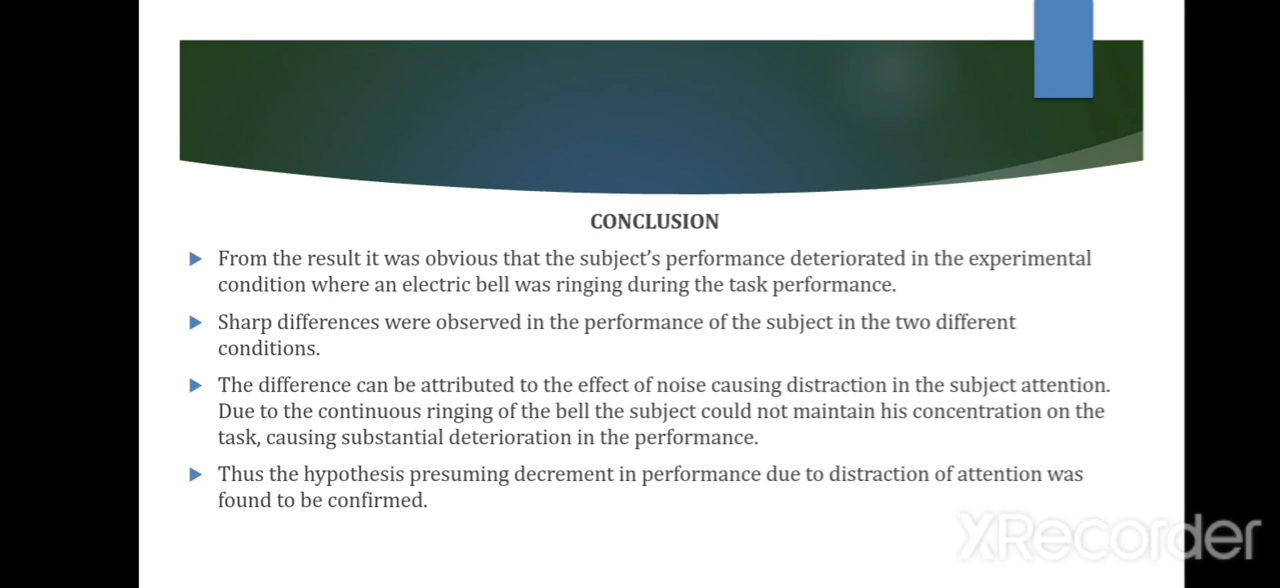 CONCLUSION
From the result it was obvious that the subject's performance deteriorated in the experimental
condition where an electric bell was ringing during the task performance.
Sharp differences were observed in the performance of the subject in the two different
conditions.
The difference can be attributed to the effect of noise causing distraction in the subject attention.
Due to the continuous ringing of the bell the subject could not maintain his concentration on the
task, causing substantial deterioration in the performance.
Thus the hypothesis presuming decrement in performance due to distraction of attention was
found to be confirmed.
XRecorder